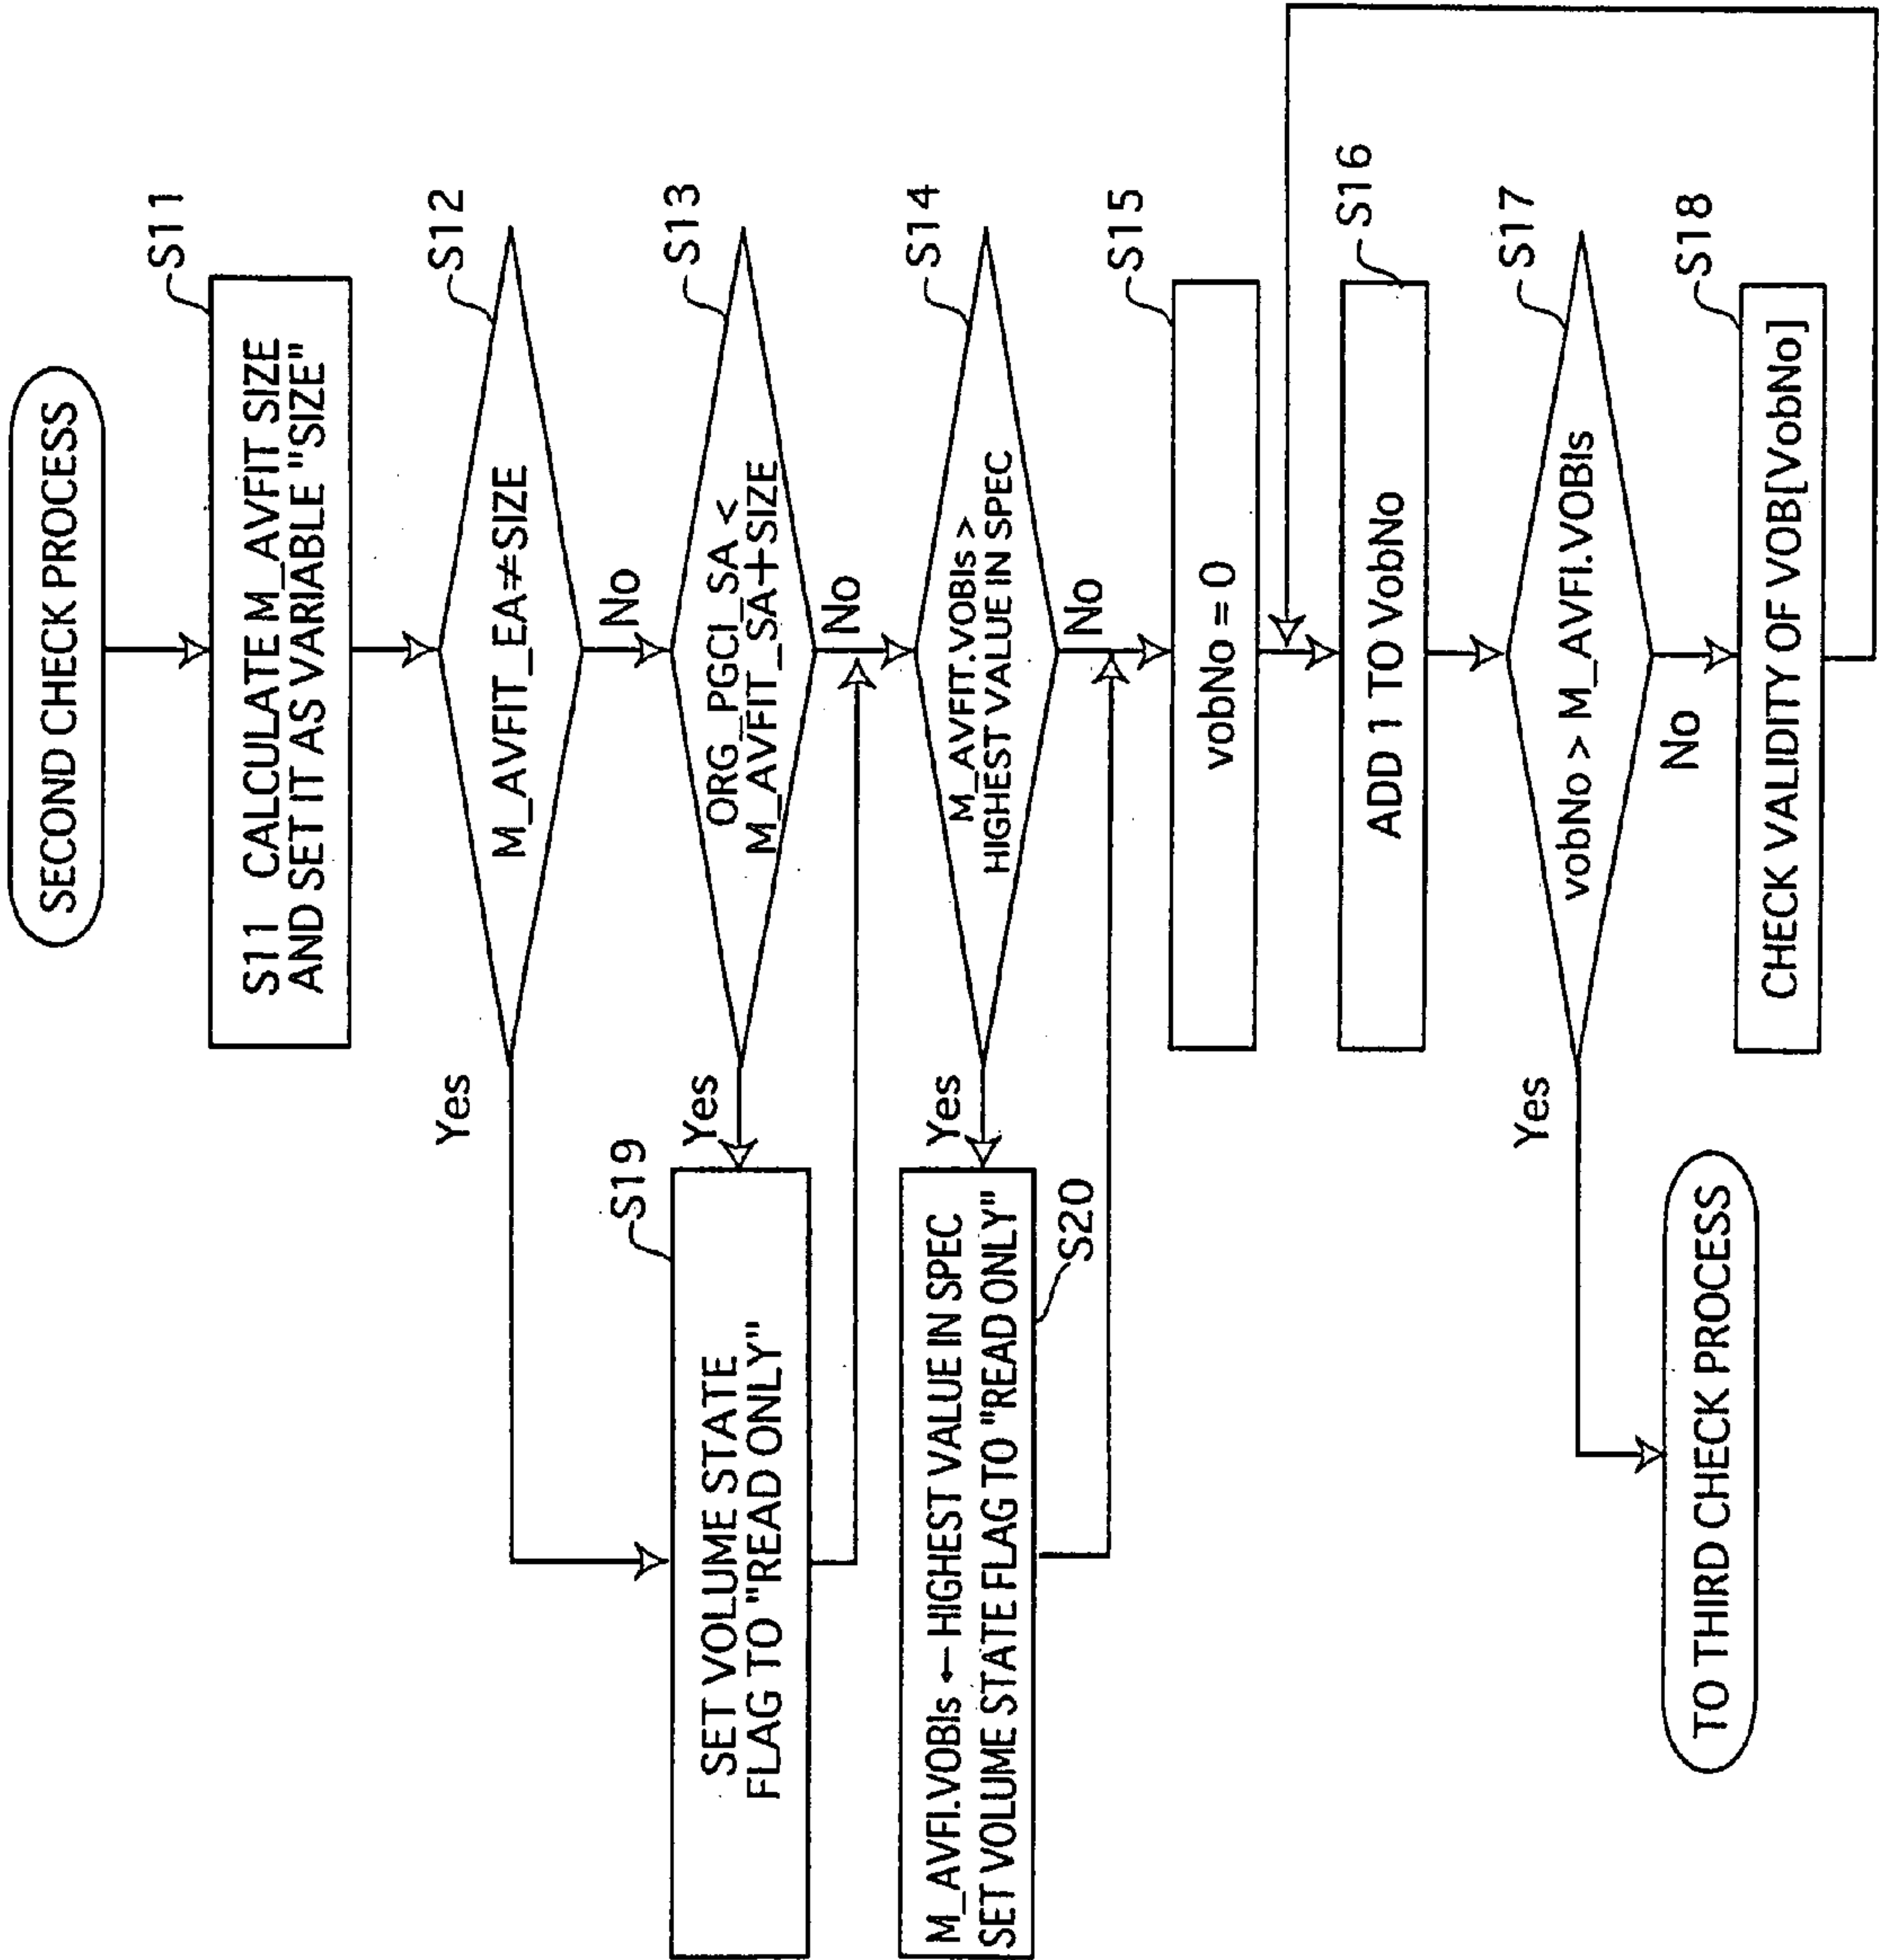 SECOND CHECK PROCESS
S11
S11 CALCULATE M_AVFIT SIZE
AND SET IT AS VARIABLE "SIZE"
S12
M_AVFIT_EA≠SIZE
Yes
No
S13
ORG_PGCI_SA <
M_AVFIT_SA+SIZE
Yes
No
S19
SET VOLUME STATE
FLAG TO "READ ONLY"
S14
M_AVFIT.VOBIs >
HIGHEST VALUE IN SPEC
Yes
No
M_AVFI.VOBIs ← HIGHEST VALUE IN SPEC
SET VOLUME STATE FLAG TO "READ ONLY"
S20
S15
vobNo = 0
S16
ADD 1 TO VobNo
S17
vobNo > M_AVFI.VOBIs
Yes
No
S18
CHECK VALIDITY OF VOB[VobNo]
TO THIRD CHECK PROCESS